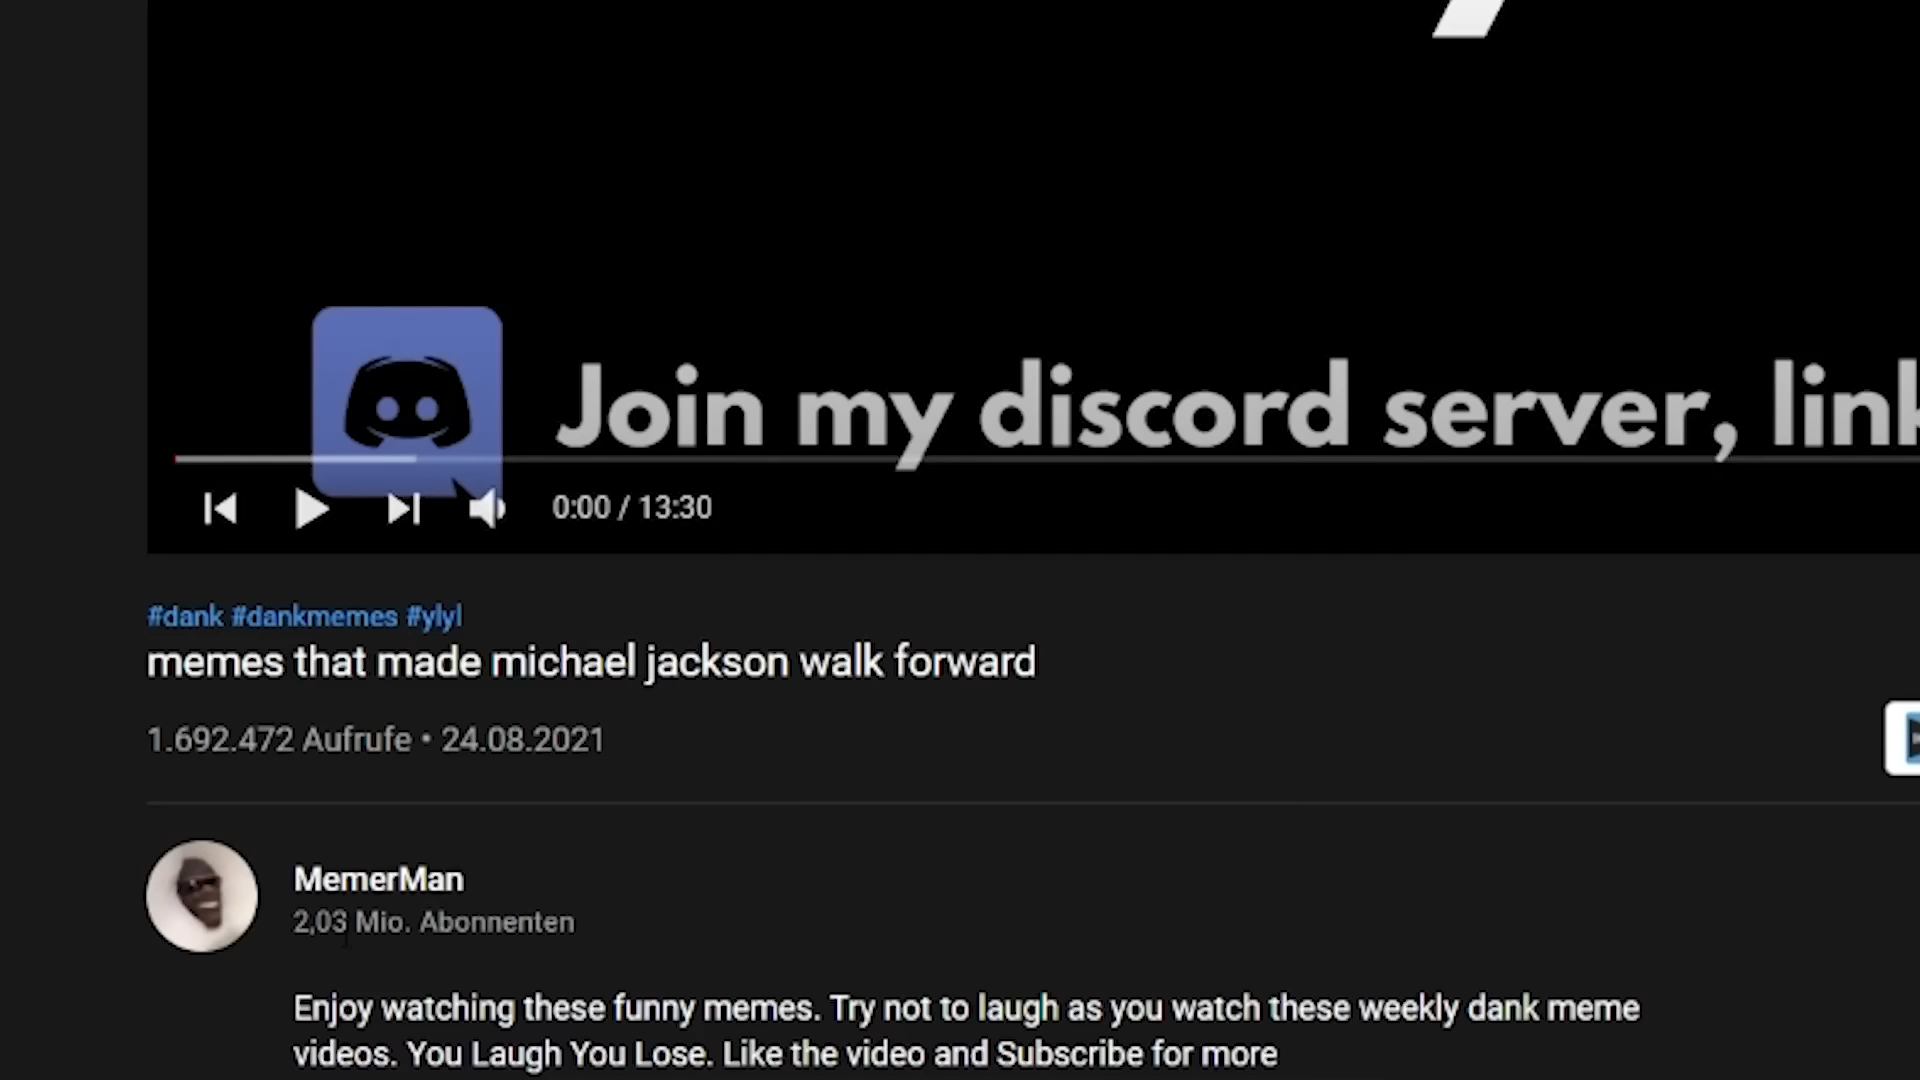 Join my discord server, link
0:00 / 13:30
#dank #dankmemes #ylyl
memes that made michael jackson walk forward
1.692.472 Aufrufe • 24.08.2021
MemerMan
2,03 Mio. Abonnenten
Enjoy watching these funny memes. Try not to laugh as you watch these weekly dank meme
videos. You Laugh You Lose. Like the video and Subscribe for more